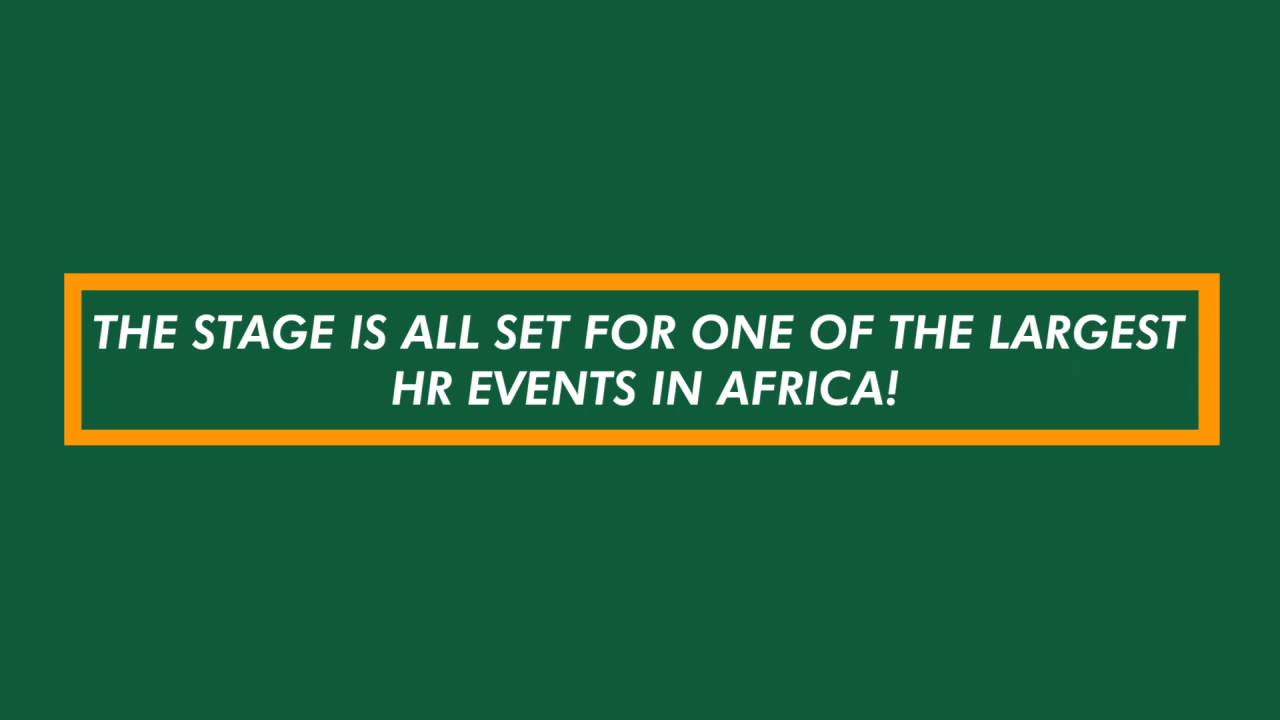 THE STAGE IS ALL SET FOR ONE OF THE LARGEST
HR EVENTS IN AFRICA!